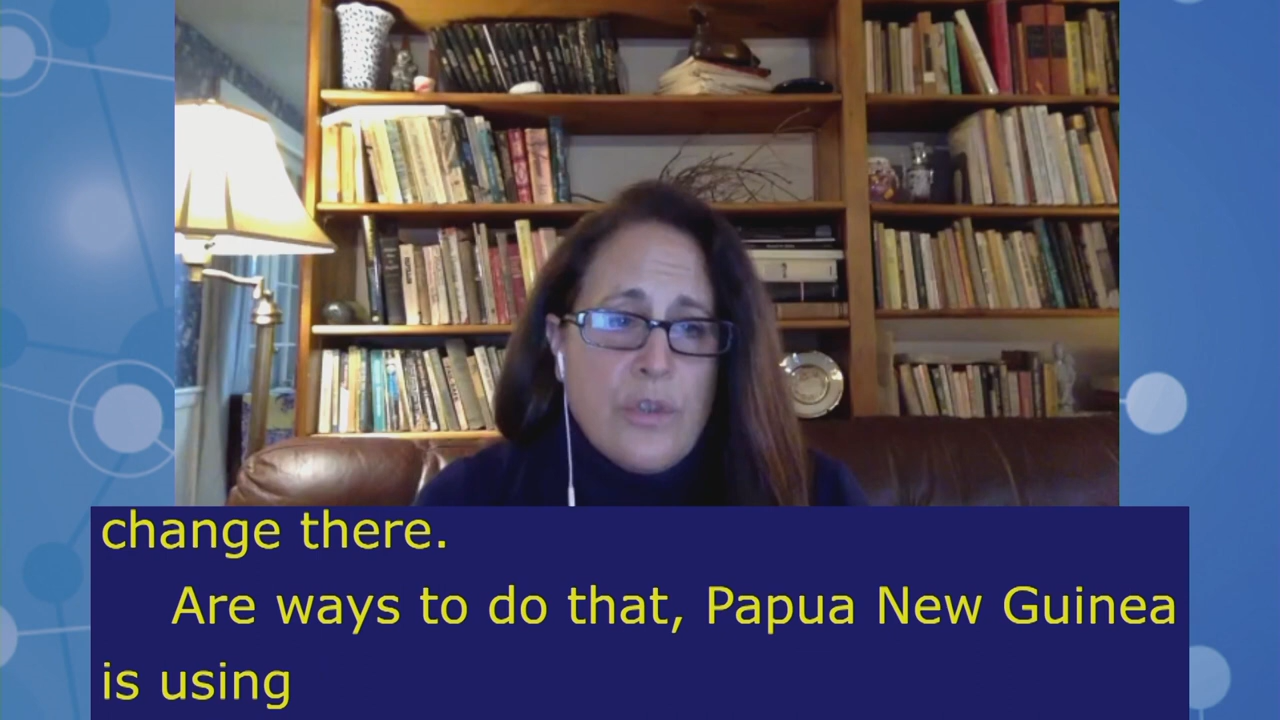 change there.
Are ways to do that, Papua New Guinea
is using